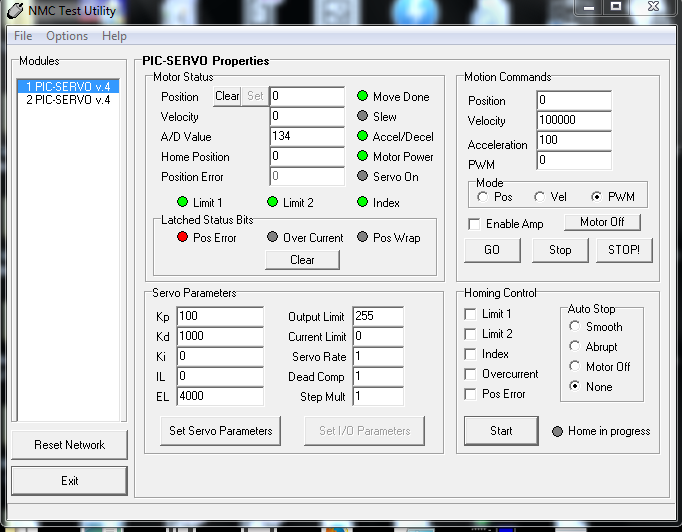 NMC Test Utility
File Options Help
Modules
1 PIC-SERVO v.4
2 PIC-SERVO v.4
Reset Network
Exit
PIC-SERVO Properties
Motor Status
Position Clear Set 0 Move Done
Velocity 0 Slew
A/D Value 134 Accel/Decel
Home Position 0 Motor Power
Position Error 0 Servo On
Limit 1 Limit 2 Index
Latched Status Bits
Pos Error Over Current Pos Wrap
Clear
Motion Commands
Position 0
Velocity 100000
Acceleration 100
PWM 0
Mode
Pos Vel PWM
Enable Amp Motor Off
GO Stop STOP!
Servo Parameters
Kp 100 Output Limit 255
Kd 1000 Current Limit 0
Ki 0 Servo Rate 1
IL 0 Dead Comp 1
EL 4000 Step Mult 1
Set Servo Parameters Set I/O Parameters
Homing Control
Limit 1
Limit 2
Index
Overcurrent
Pos Error
Auto Stop
Smooth
Abrupt
Motor Off
None
Start Home in progress